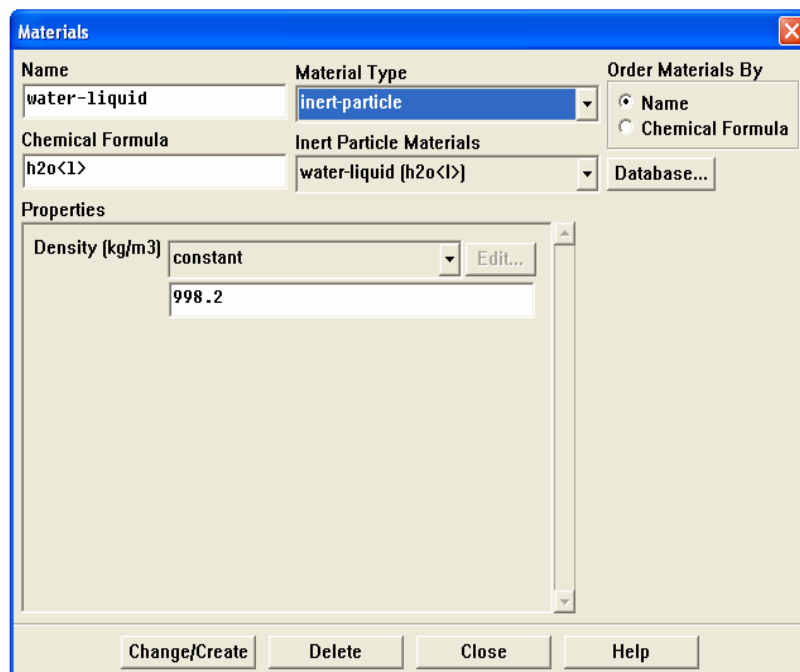 Materials
Name
water-liquid
Material Type
inert-particle
Order Materials By
Name
Chemical Formula
Chemical Formula
h2o<l>
Inert Particle Materials
water-liquid (h2o<l>)
Database...
Properties
Density (kg/m3)
constant
Edit...
998.2
Change/Create
Delete
Close
Help